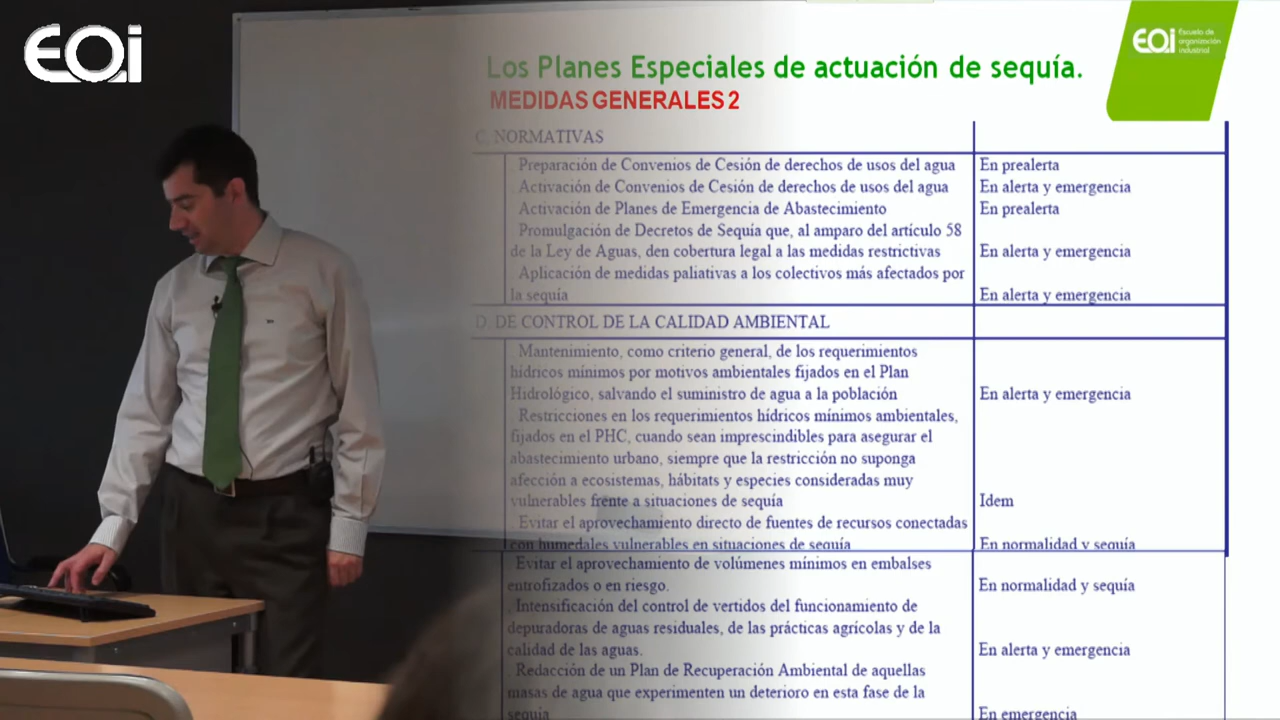 EOi
EOi Escuela de
organización
industrial
Los Planes Especiales de actuación de sequía.
MEDIDAS GENERALES 2
C. NORMATIVAS
. Preparación de Convenios de Cesión de derechos de usos del agua En prealerta
. Activación de Convenios de Cesión de derechos de usos del agua En alerta y emergencia
. Activación de Planes de Emergencia de Abastecimiento En prealerta
. Promulgación de Decretos de Sequía que, al amparo del artículo 58
de la Ley de Aguas, den cobertura legal a las medidas restrictivas En alerta y emergencia
. Aplicación de medidas paliativas a los colectivos más afectados por
la sequía En alerta y emergencia
D. DE CONTROL DE LA CALIDAD AMBIENTAL
. Mantenimiento, como criterio general, de los requerimientos
hídricos mínimos por motivos ambientales fijados en el Plan
Hidrológico, salvando el suministro de agua a la población En alerta y emergencia
. Restricciones en los requerimientos hídricos mínimos ambientales,
fijados en el PHC, cuando sean imprescindibles para asegurar el
abastecimiento urbano, siempre que la restricción no suponga
afección a ecosistemas, hábitats y especies consideradas muy
vulnerables frente a situaciones de sequía Idem
. Evitar el aprovechamiento directo de fuentes de recursos conectadas
con humedales vulnerables en situaciones de sequía En normalidad y sequía
. Evitar el aprovechamiento de volúmenes mínimos en embalses
entrofizados o en riesgo. En normalidad y sequía
. Intensificación del control de vertidos del funcionamiento de
depuradoras de aguas residuales, de las prácticas agrícolas y de la
calidad de las aguas. En alerta y emergencia
. Redacción de un Plan de Recuperación Ambiental de aquellas
masas de agua que experimenten un deterioro en esta fase de la
sequía En emergencia